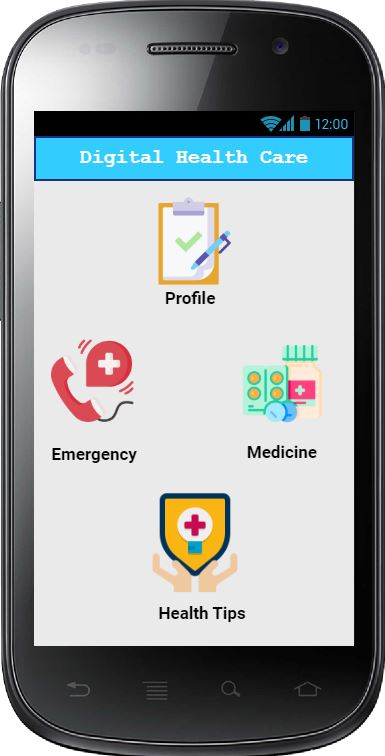 12:00
Digital Health Care
Profile
Emergency
Medicine
Health Tips